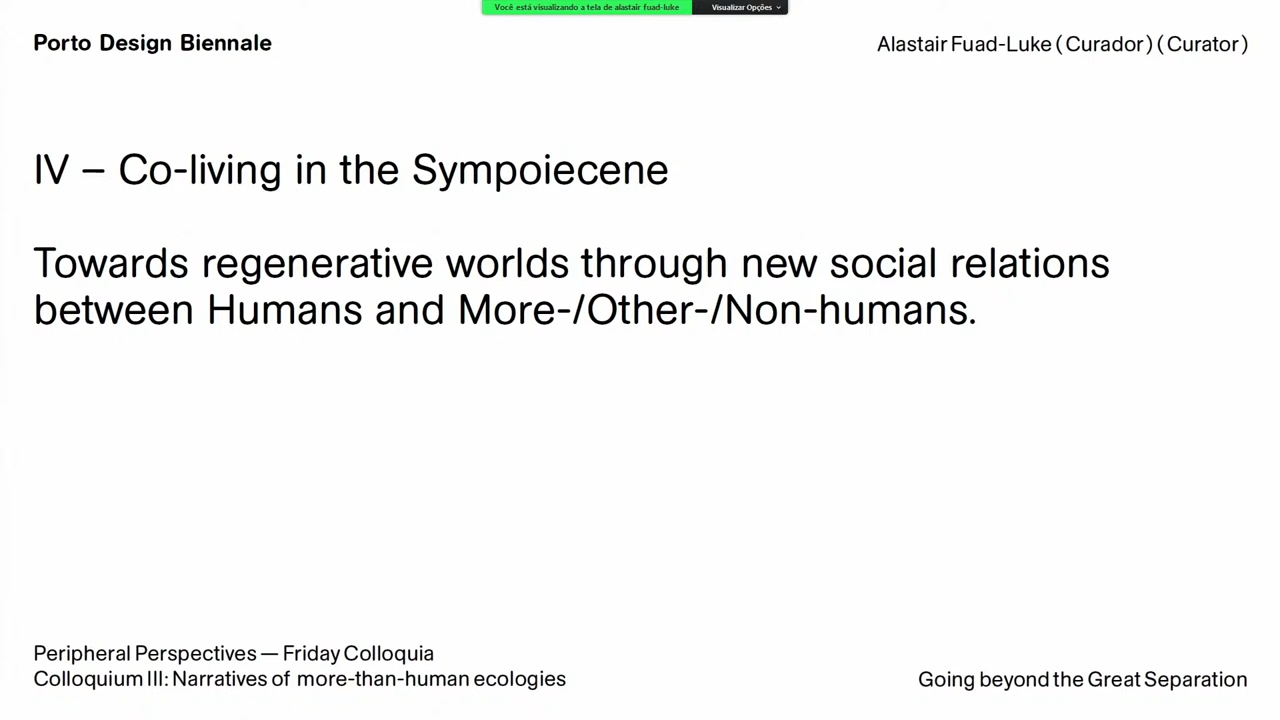 Você está visualizando a tela de alastair fuad-luke Visualizar Opções
Porto Design Biennale
Alastair Fuad-Luke (Curador) (Curator)
IV – Co-living in the Sympoiecene
Towards regenerative worlds through new social relations
between Humans and More-/Other-/Non-humans.
Peripheral Perspectives — Friday Colloquia
Colloquium III: Narratives of more-than-human ecologies
Going beyond the Great Separation